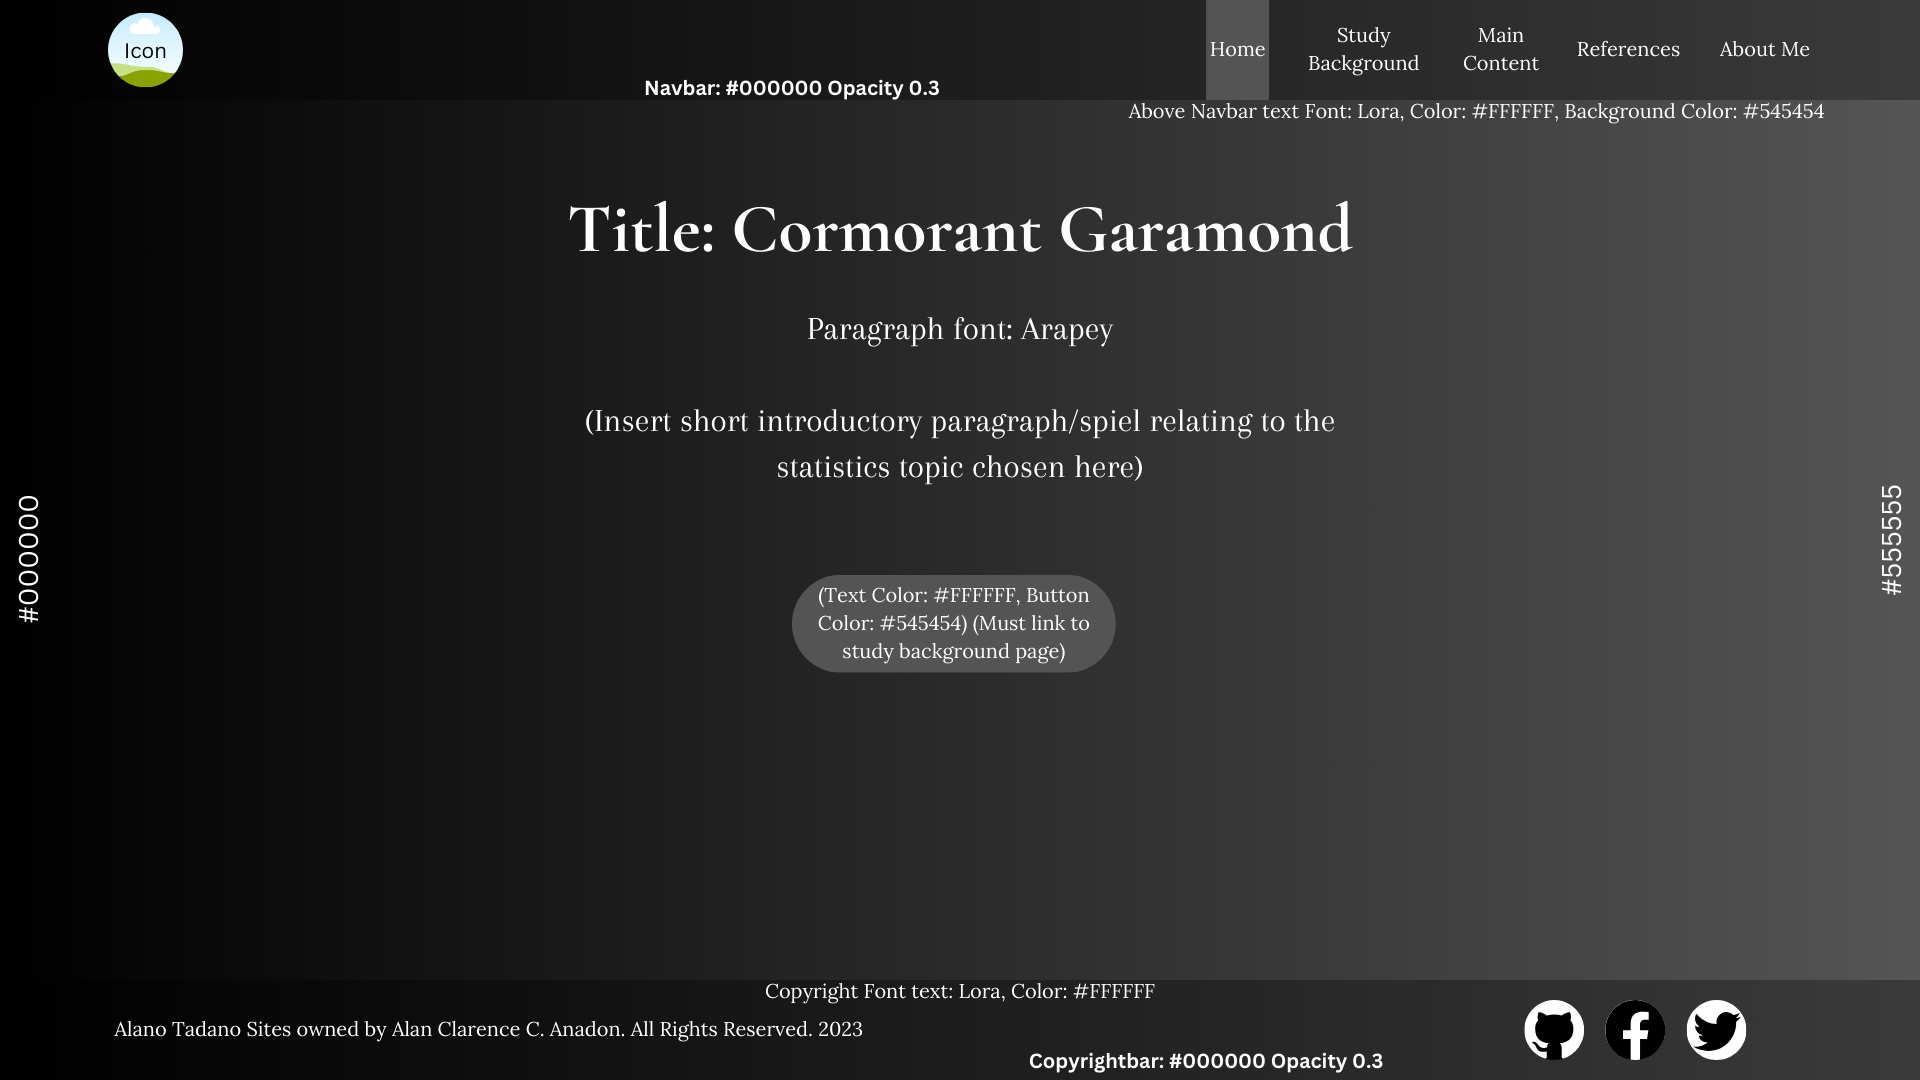 Icon
Home
Study
Background
Main
Content
References
About Me
Navbar: #000000 Opacity 0.3
Above Navbar text Font: Lora, Color: #FFFFFF, Background Color: #545454
Title: Cormorant Garamond
Paragraph font: Arapey
(Insert short introductory paragraph/spiel relating to the
statistics topic chosen here)
#000000
#555555
(Text Color: #FFFFFF, Button
Color: #545454) (Must link to
study background page)
Copyright Font text: Lora, Color: #FFFFFF
Alano Tadano Sites owned by Alan Clarence C. Anadon. All Rights Reserved. 2023
Copyrightbar: #000000 Opacity 0.3